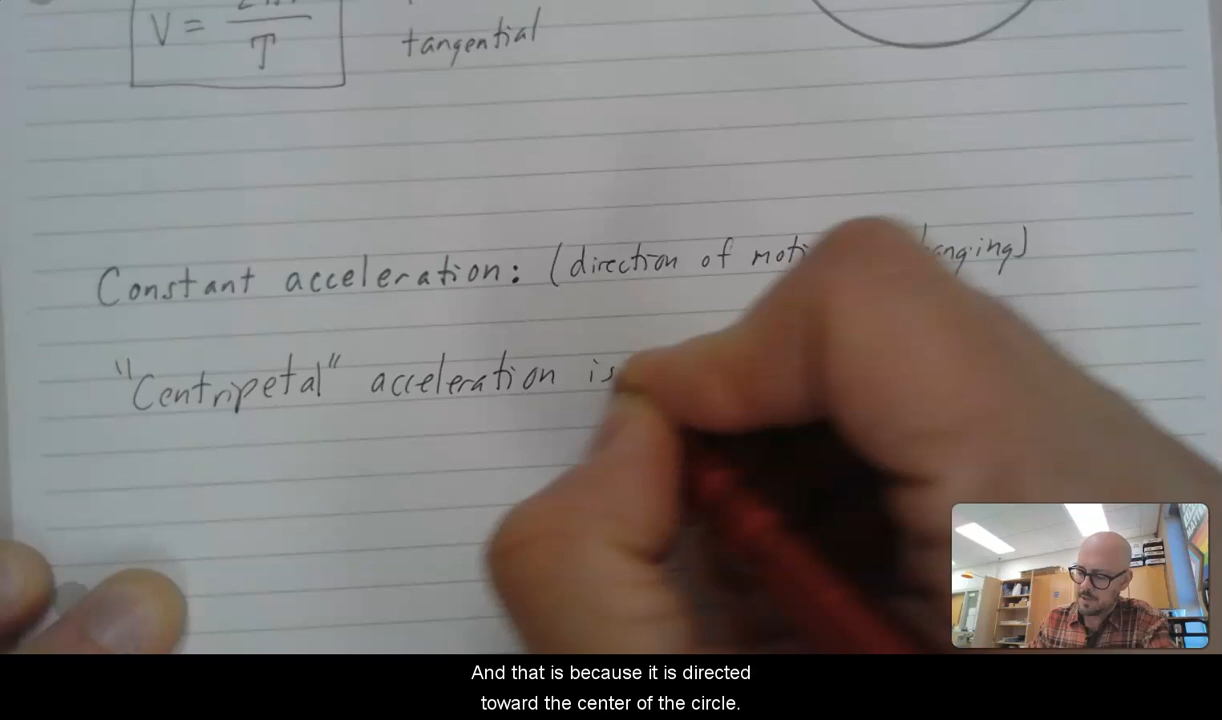 V =
T
tangential
Constant acceleration: (direction of
"Centripetal" acceleration is
And that is because it is directed
toward the center of the circle.